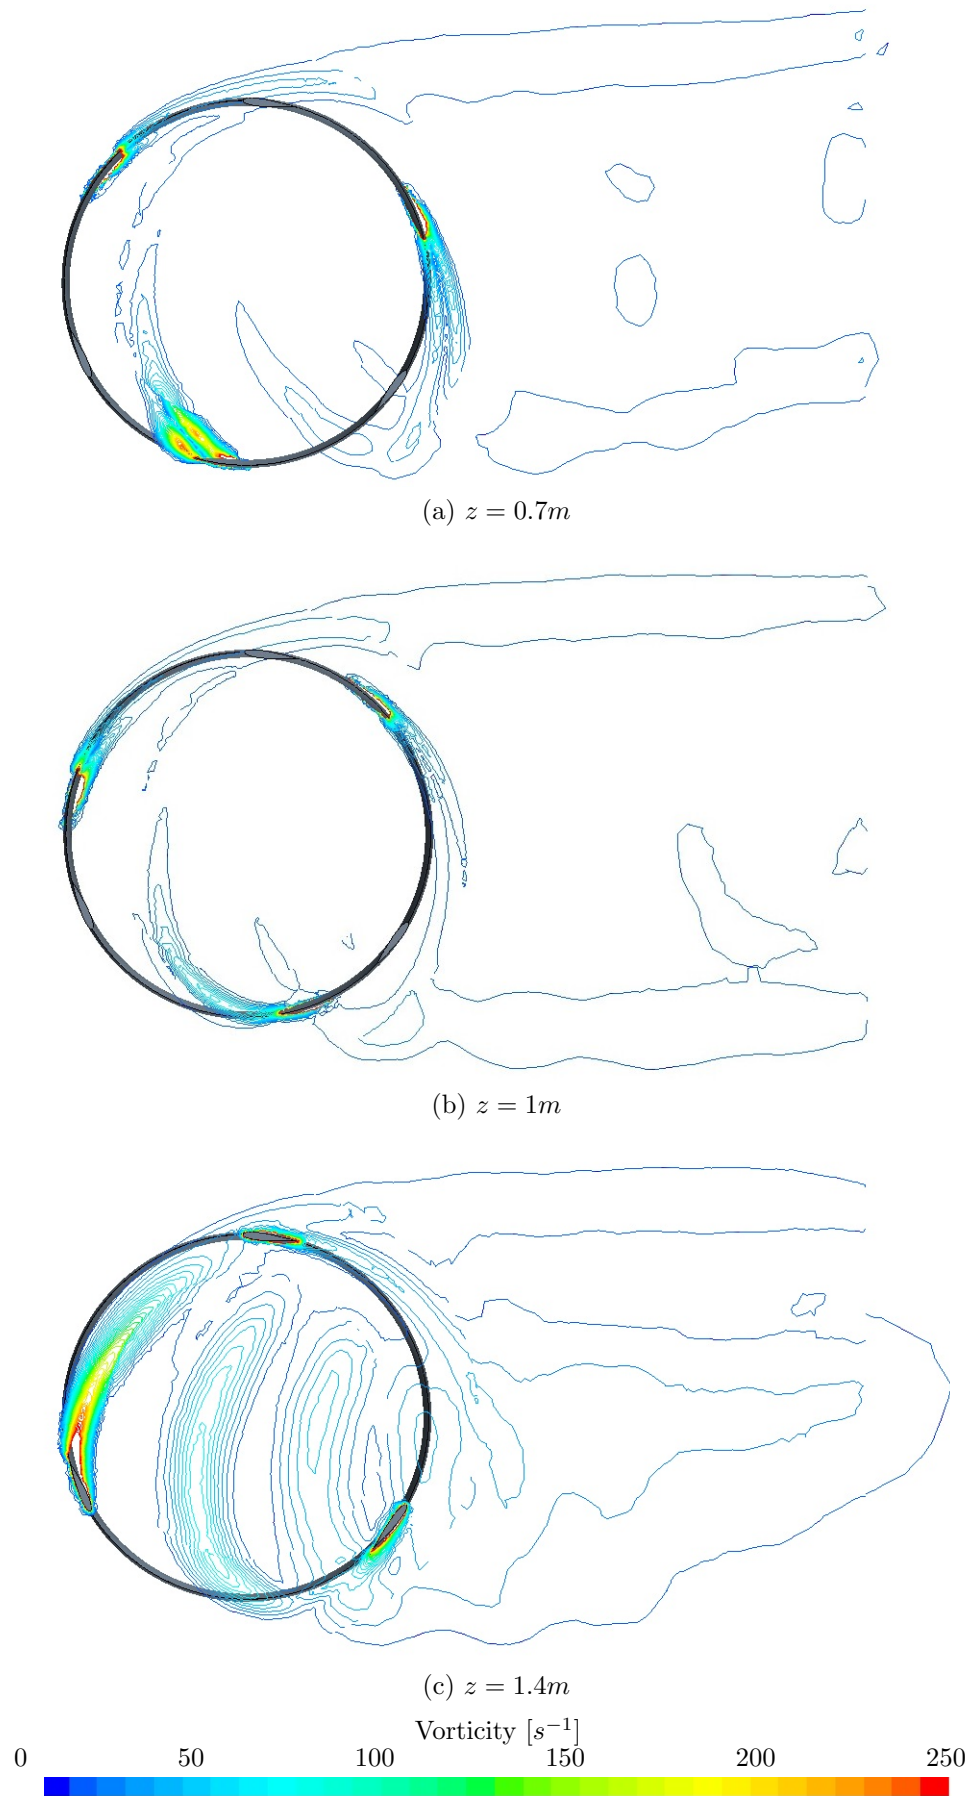 (a) z = 0.7m
(b) z = 1m
(c) z = 1.4m
Vorticity [s⁻¹]
0 50 100 150 200 250